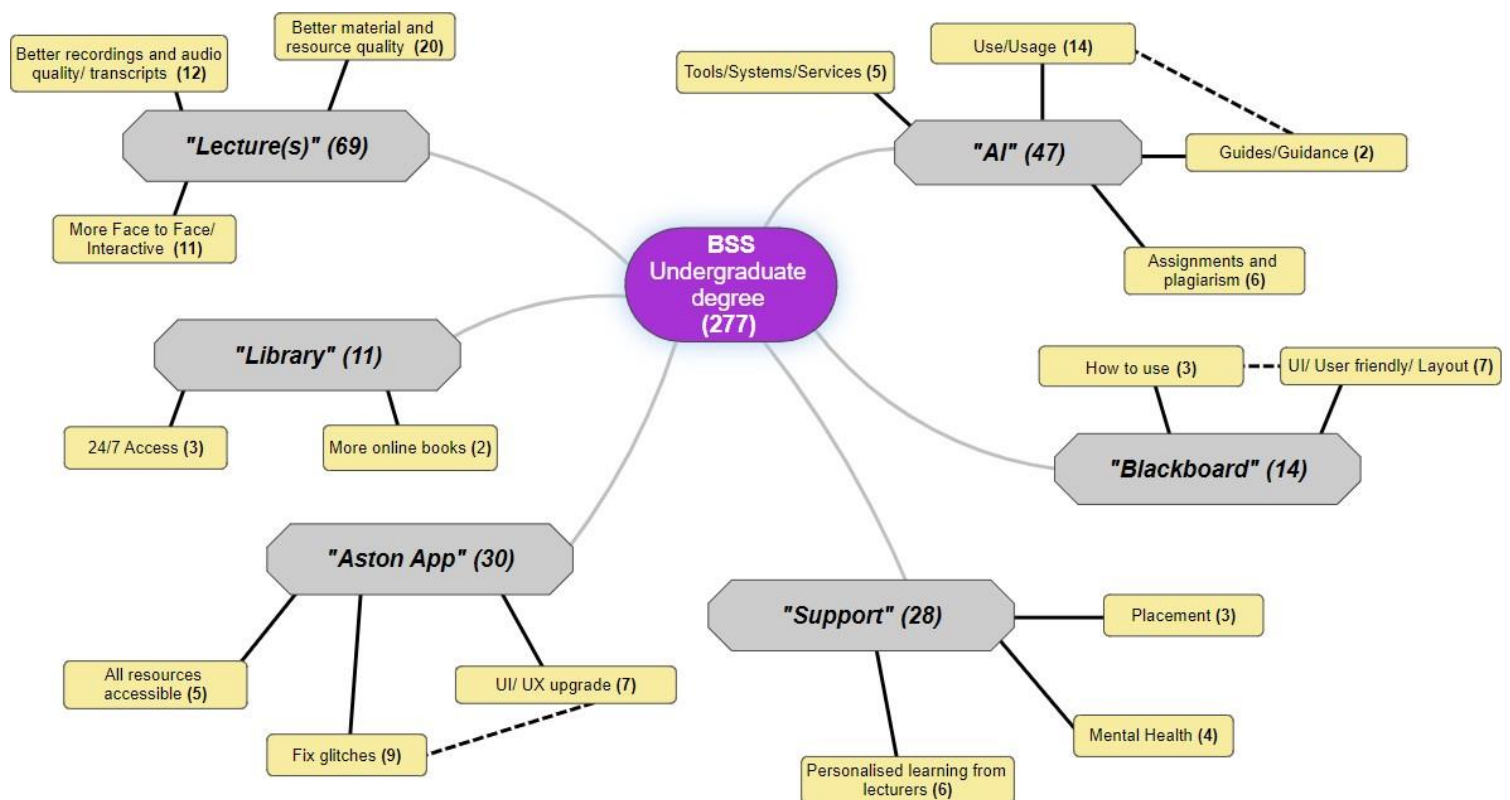 Better recordings and audio
quality/ transcripts (12)
Better material and
resource quality (20)
"Lecture(s)" (69)
More Face to Face/
Interactive (11)
Tools/Systems/Services (5)
Use/Usage (14)
"AI" (47)
Guides/Guidance (2)
Assignments and
plagiarism (6)
BSS
Undergraduate
degree
(277)
"Library" (11)
24/7 Access (3)
More online books (2)
How to use (3)
UI/ User friendly/ Layout (7)
"Blackboard" (14)
"Aston App" (30)
All resources
accessible (5)
UI/ UX upgrade (7)
Fix glitches (9)
"Support" (28)
Placement (3)
Mental Health (4)
Personalised learning from
lecturers (6)